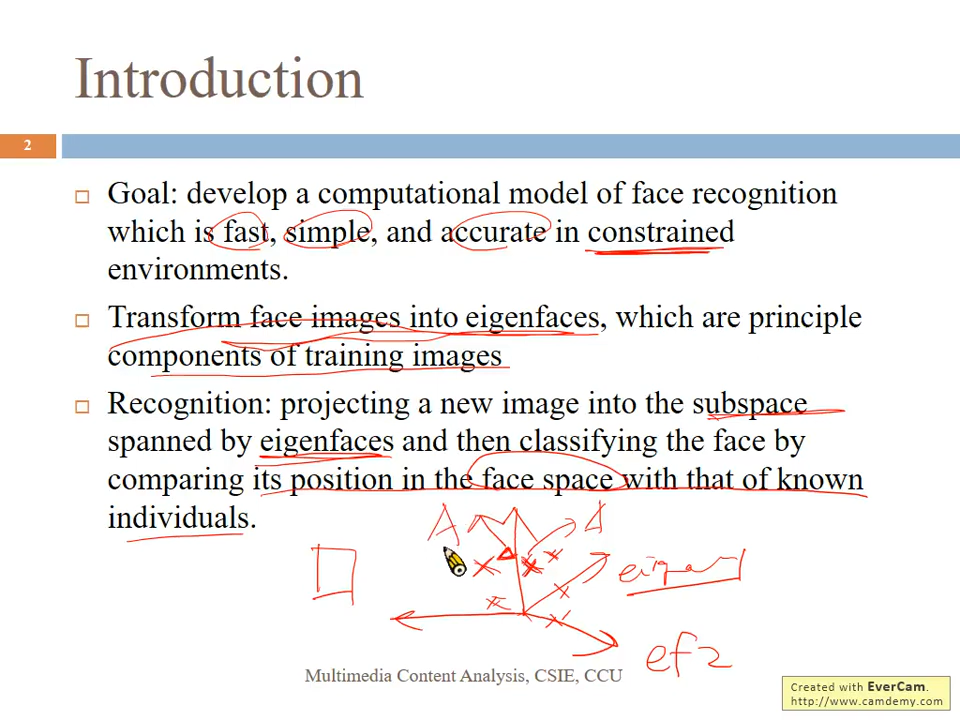 Introduction
2
Goal: develop a computational model of face recognition
which is fast, simple, and accurate in constrained
environments.
Transform face images into eigenfaces, which are principle
components of training images
Recognition: projecting a new image into the subspace
spanned by eigenfaces and then classifying the face by
comparing its position in the face space with that of known
individuals.
A
ef2
Multimedia Content Analysis, CSIE, CCU
Created with EverCam.
http://www.camdemy.com